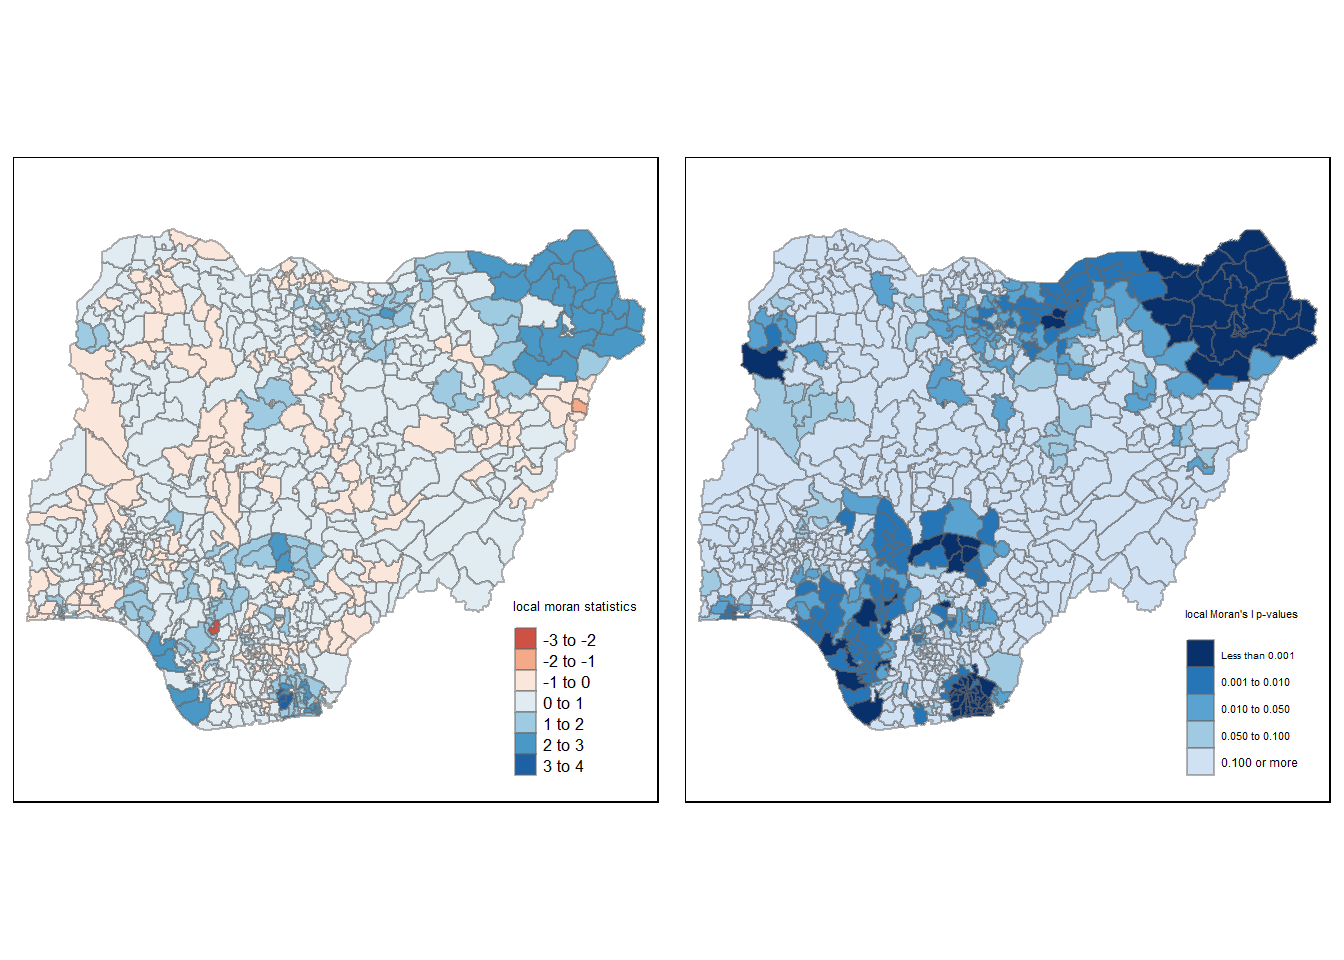 local moran statistics
-3 to -2
-2 to -1
-1 to 0
0 to 1
1 to 2
2 to 3
3 to 4
local Moran's I p-values
Less than 0.001
0.001 to 0.010
0.010 to 0.050
0.050 to 0.100
0.100 or more